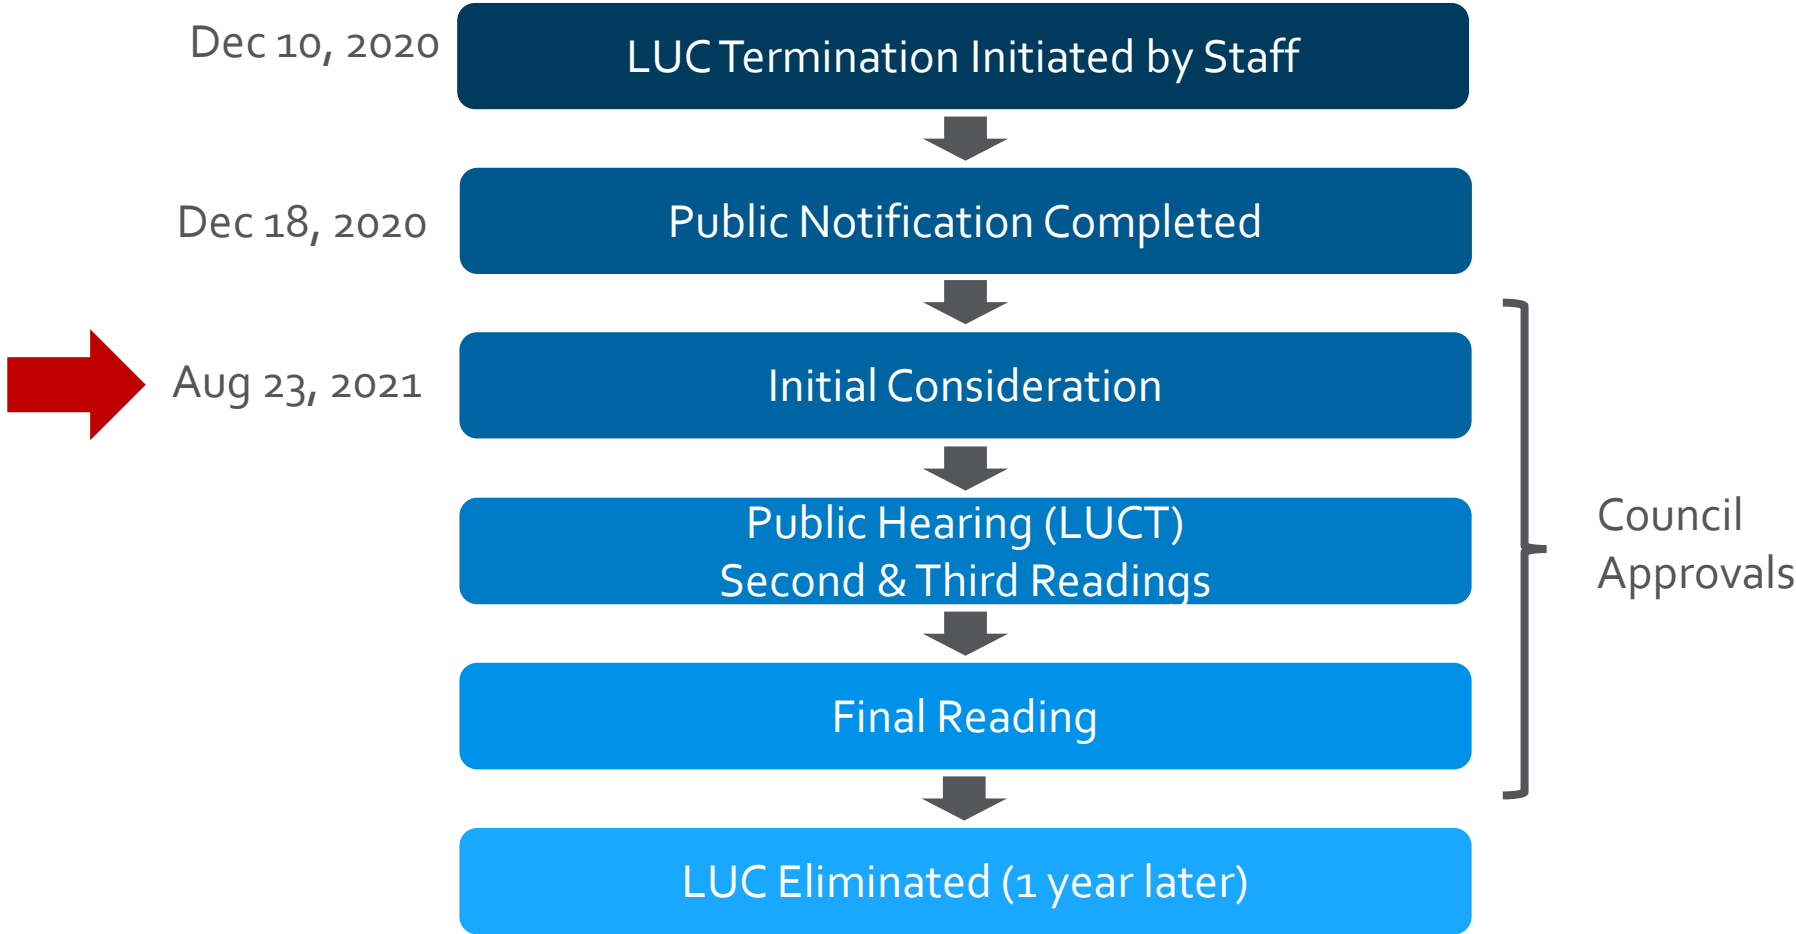 Dec 10, 2020
LUC Termination Initiated by Staff
Dec 18, 2020
Public Notification Completed
Aug 23, 2021
Initial Consideration
Public Hearing (LUCT)
Second & Third Readings
Council
Approvals
Final Reading
LUC Eliminated (1 year later)